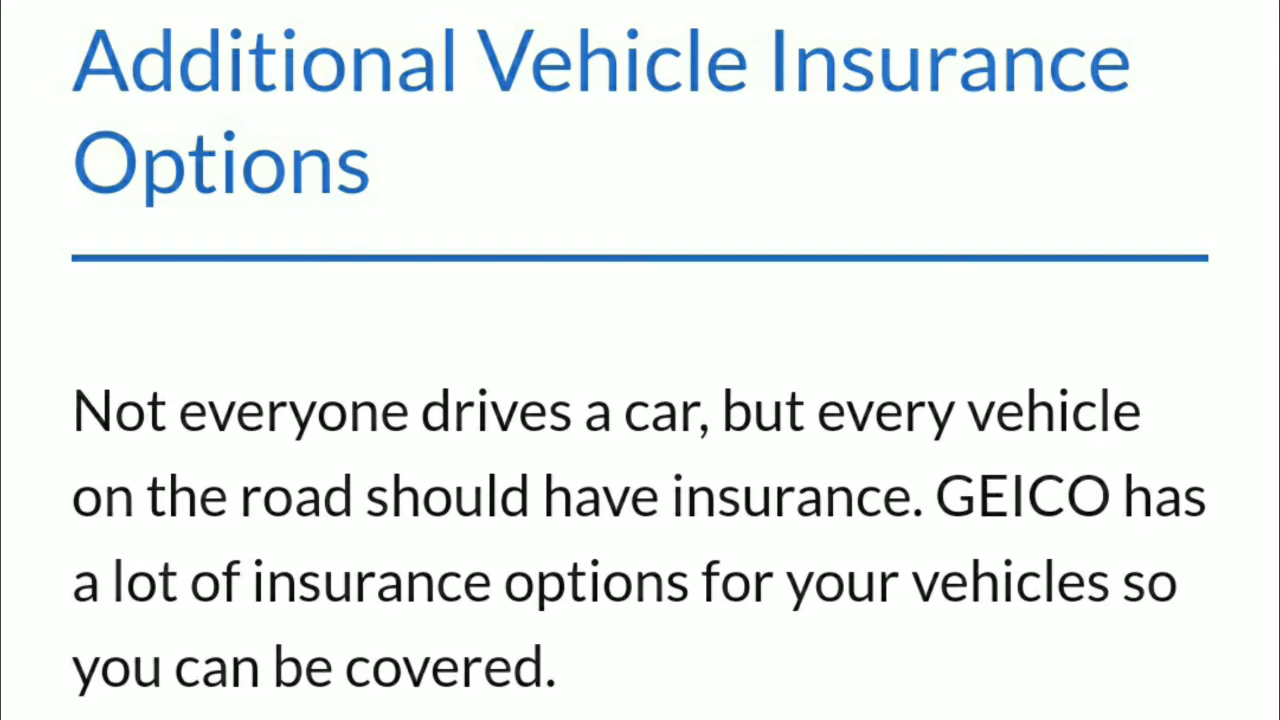 Additional Vehicle Insurance
Options
Not everyone drives a car, but every vehicle
on the road should have insurance. GEICO has
a lot of insurance options for your vehicles so
you can be covered.